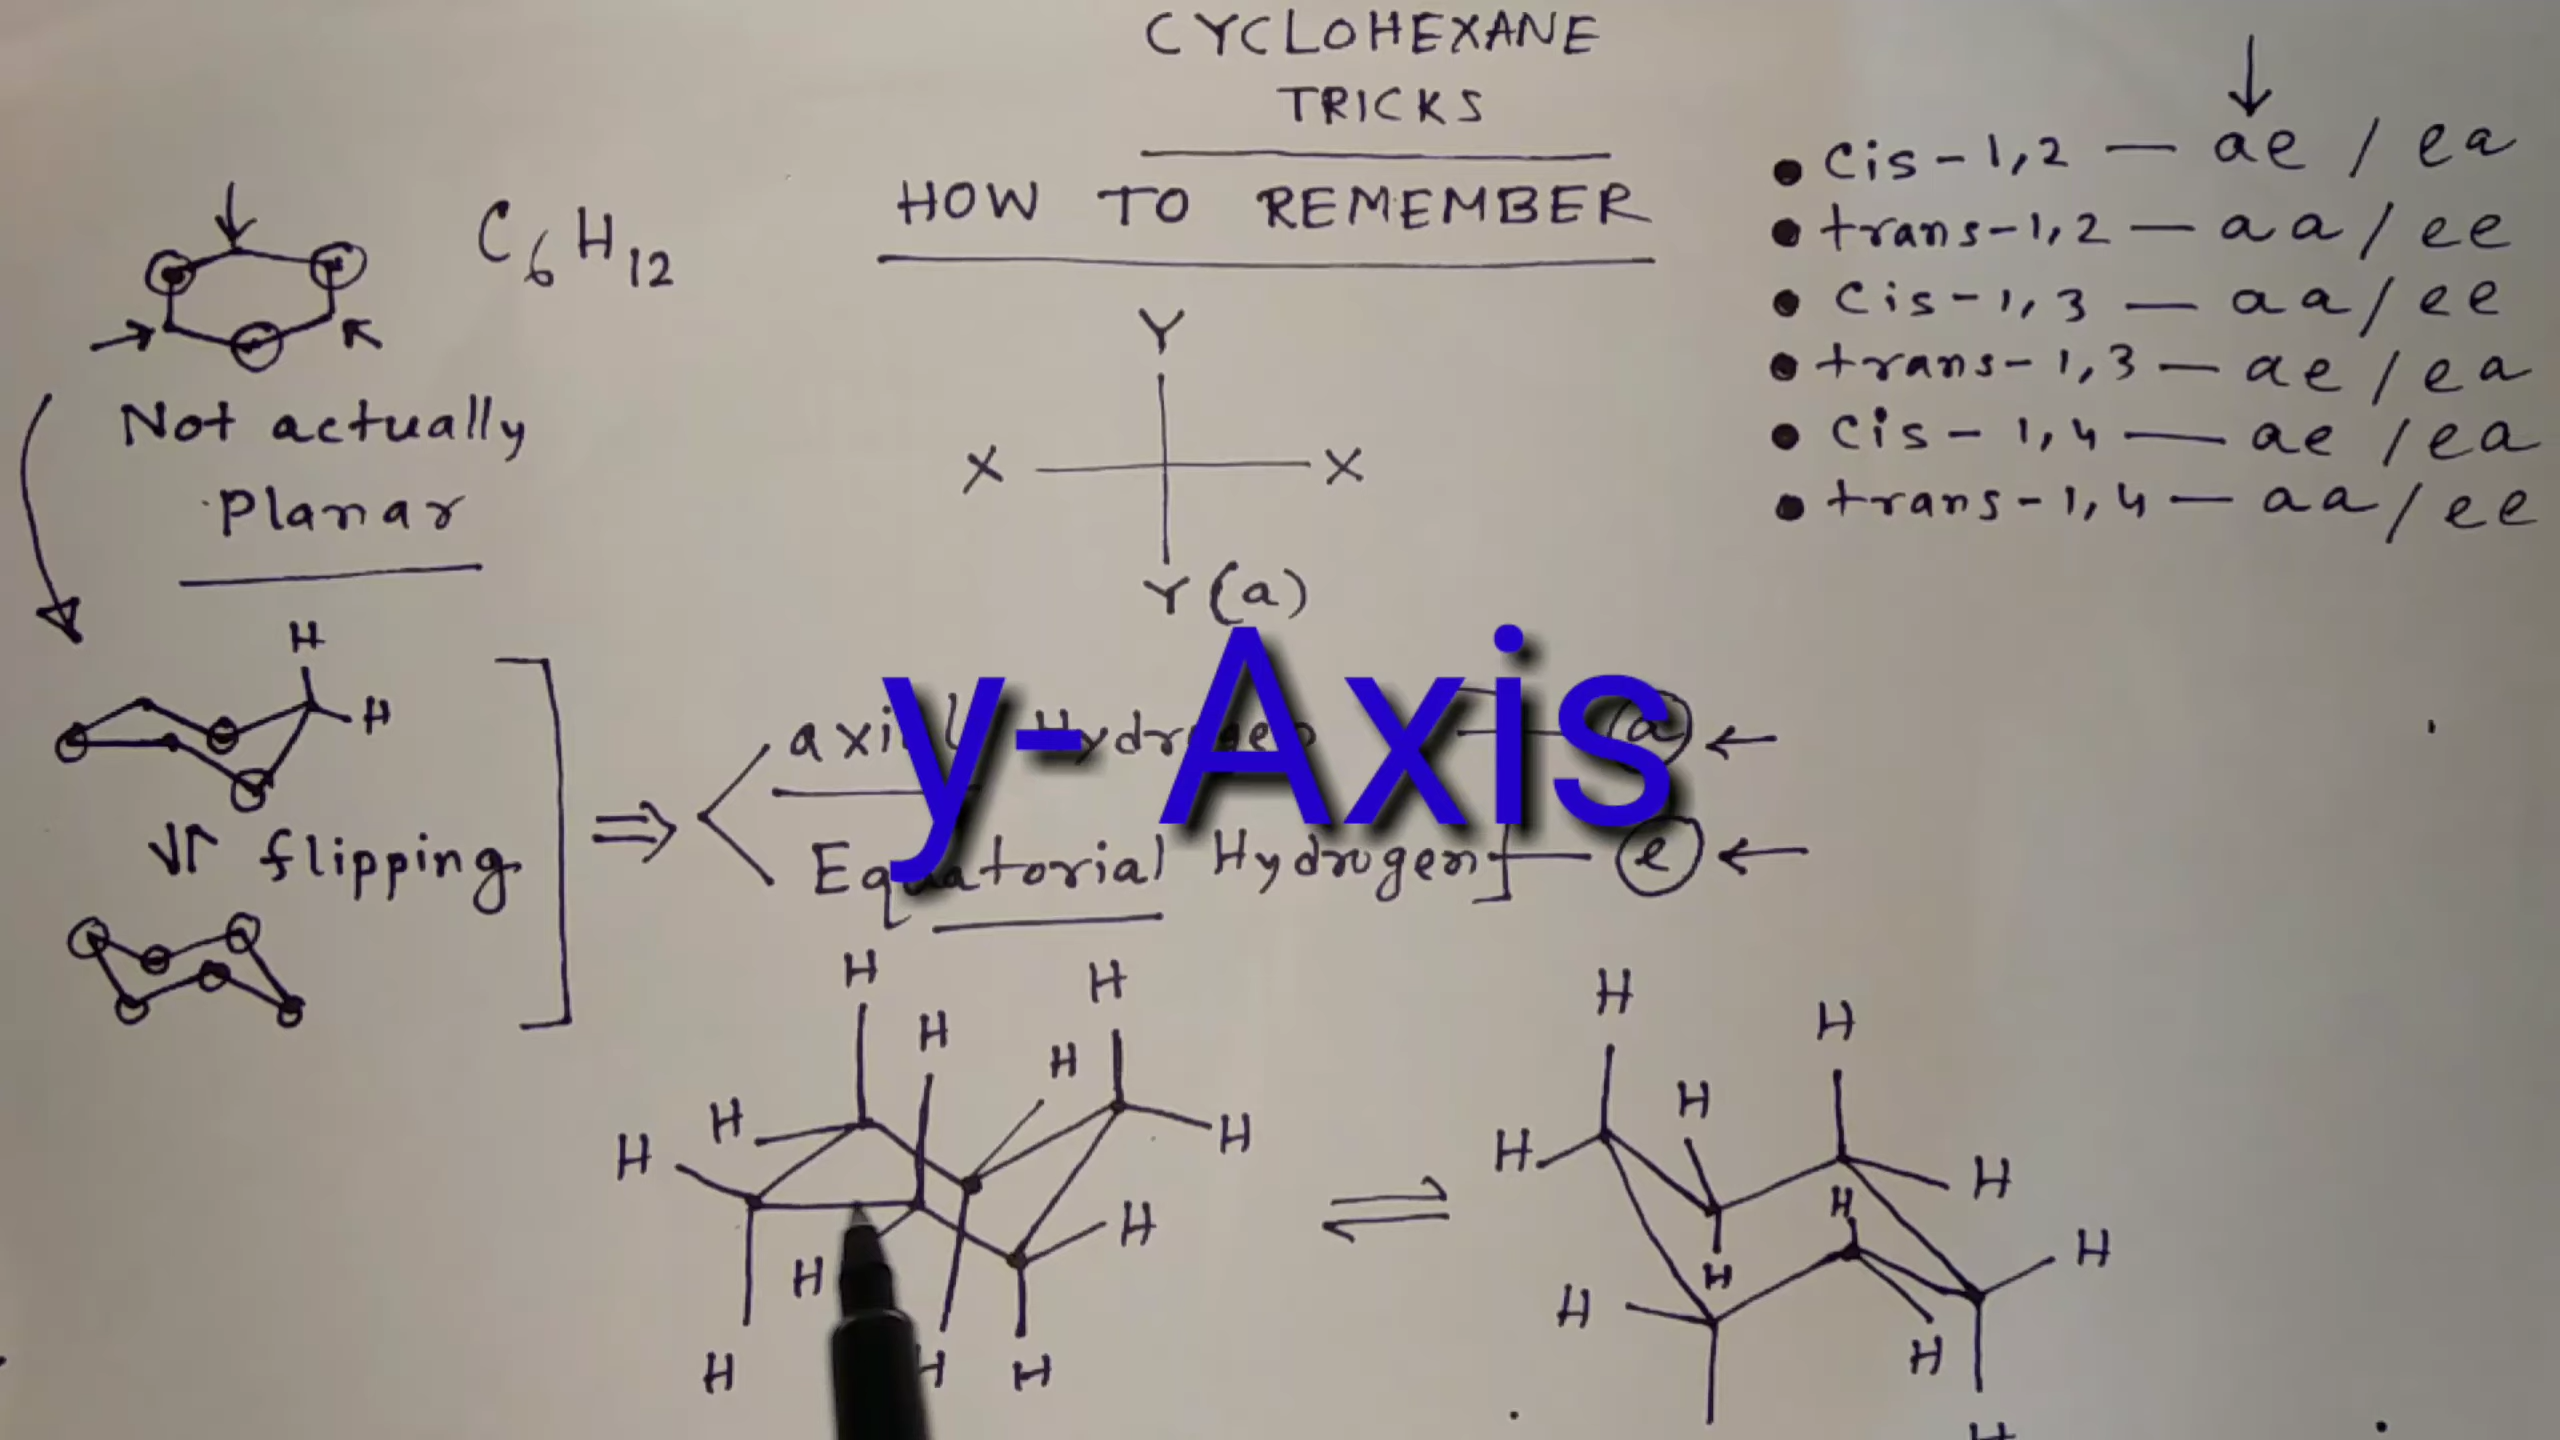 CYCLOHEXANE
TRICKS
HOW TO REMEMBER
C6H12
Not actually
Planar
H
H
flipping
Y
X X
Y (a)
y- Axis
axial Hydrogen (a)
Equatorial Hydrogen (e)
• Cis-1,2 — ae / ea
• trans-1,2 — aa / ee
• Cis-1,3 — aa / ee
• trans-1,3 — ae / ea
• Cis-1,4 — ae / ea
• trans-1,4 — aa / ee
H H
H H
H H H
H H
H H H
H H
H H H
H H H
H H H
H